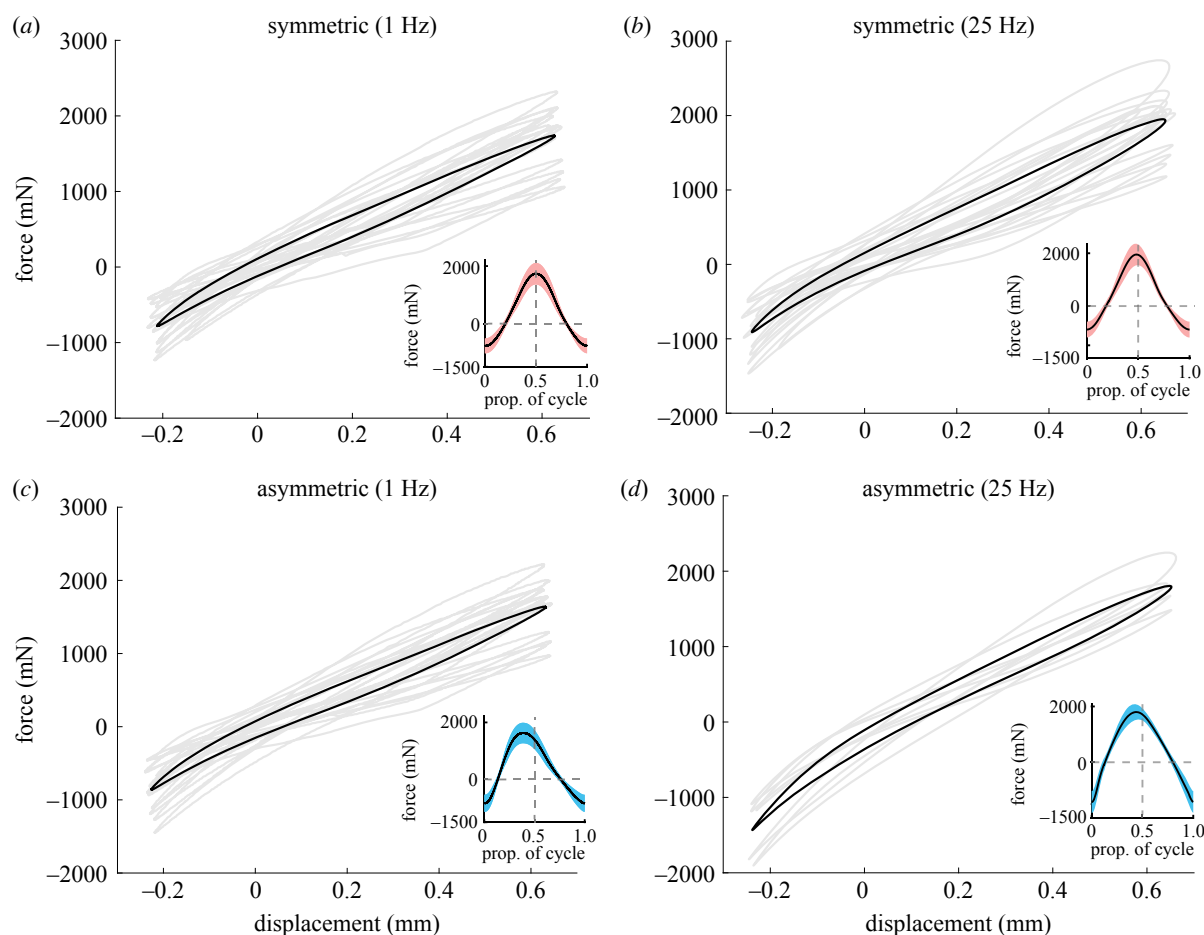 (a) symmetric (1 Hz)
3000
2000
1000
0
–1000
–2000
force (mN)
–0.2 0 0.2 0.4 0.6
2000
0
–1500
force (mN)
0 0.5 1.0
prop. of cycle
(b) symmetric (25 Hz)
3000
2000
1000
0
–1000
–2000
–0.2 0 0.2 0.4 0.6
2000
0
–1500
force (mN)
0 0.5 1.0
prop. of cycle
(c) asymmetric (1 Hz)
3000
2000
1000
0
–1000
–2000
force (mN)
–0.2 0 0.2 0.4 0.6
displacement (mm)
2000
0
–1500
force (mN)
0 0.5 1.0
prop. of cycle
(d) asymmetric (25 Hz)
3000
2000
1000
0
–1000
–2000
–0.2 0 0.2 0.4 0.6
displacement (mm)
2000
0
–1500
force (mN)
0 0.5 1.0
prop. of cycle